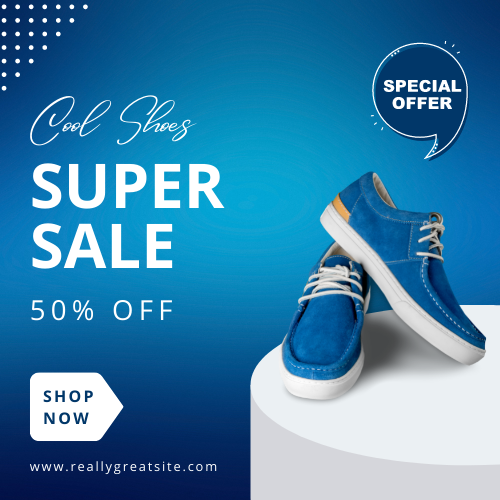 Cool Shoes
SUPER
SALE
50% OFF
SPECIAL
OFFER
SHOP
NOW
www.reallygreatsite.com